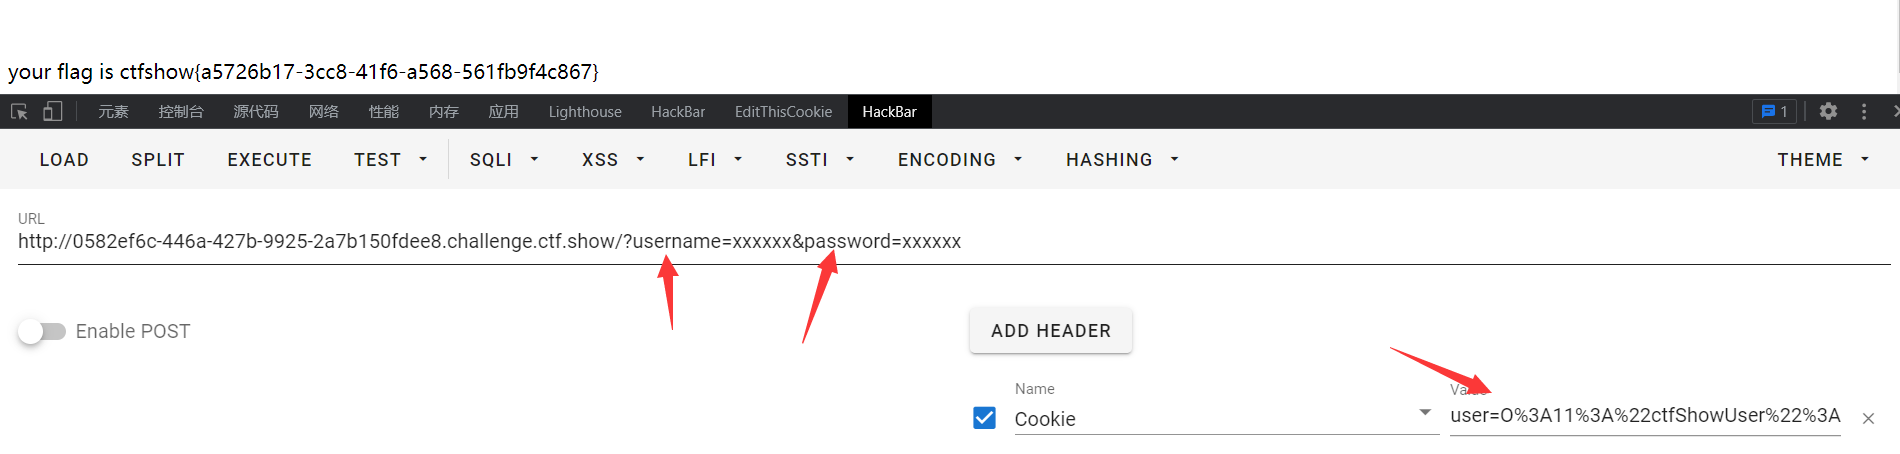 your flag is ctfshow{a5726b17-3cc8-41f6-a568-561fb9f4c867}
元素 控制台 源代码 网络 性能 内存 应用 Lighthouse HackBar EditThisCookie HackBar 1
LOAD SPLIT EXECUTE TEST SQLI XSS LFI SSTI ENCODING HASHING THEME
URL
http://0582ef6c-446a-427b-9925-2a7b150fdee8.challenge.ctf.show/?username=xxxxxx&password=xxxxxx
Enable POST ADD HEADER
Name Value
Cookie user=O%3A11%3A%22ctfShowUser%22%3A